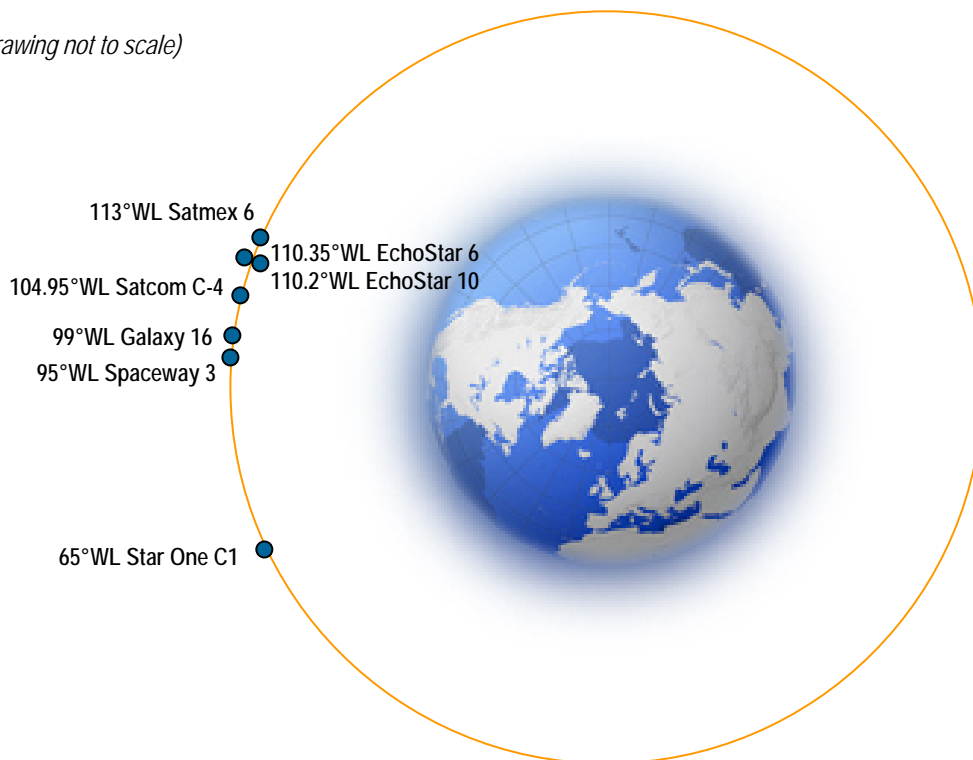 rawing not to scale)
113°WL Satmex 6
110.35°WL EchoStar 6
110.2°WL EchoStar 10
104.95°WL Satcom C-4
99°WL Galaxy 16
95°WL Spaceway 3
65°WL Star One C1